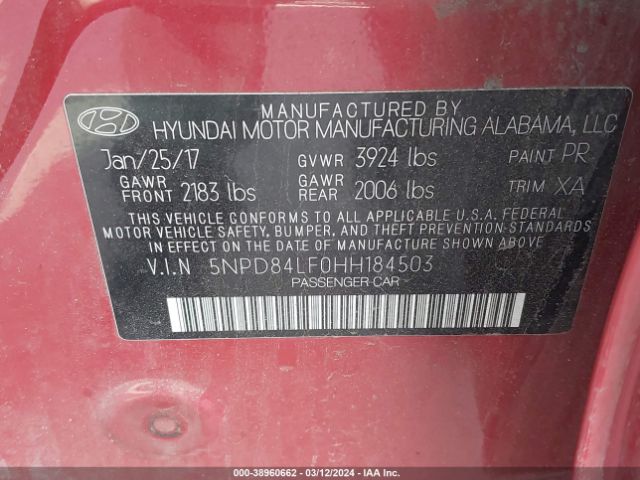 MANUFACTURED BY
HYUNDAI MOTOR MANUFACTURING ALABAMA, LLC
Jan/25/17 GVWR 3924 lbs PAINT PR
GAWR FRONT 2183 lbs GAWR REAR 2006 lbs TRIM XA
THIS VEHICLE CONFORMS TO ALL APPLICABLE U.S.A. FEDERAL
MOTOR VEHICLE SAFETY, BUMPER, AND THEFT PREVENTION STANDARDS
IN EFFECT ON THE DATE OF MANUFACTURE SHOWN ABOVE.
V.I.N 5NPD84LF0HH184503
PASSENGER CAR
000-38960662 - 03/12/2024 - IAA Inc.